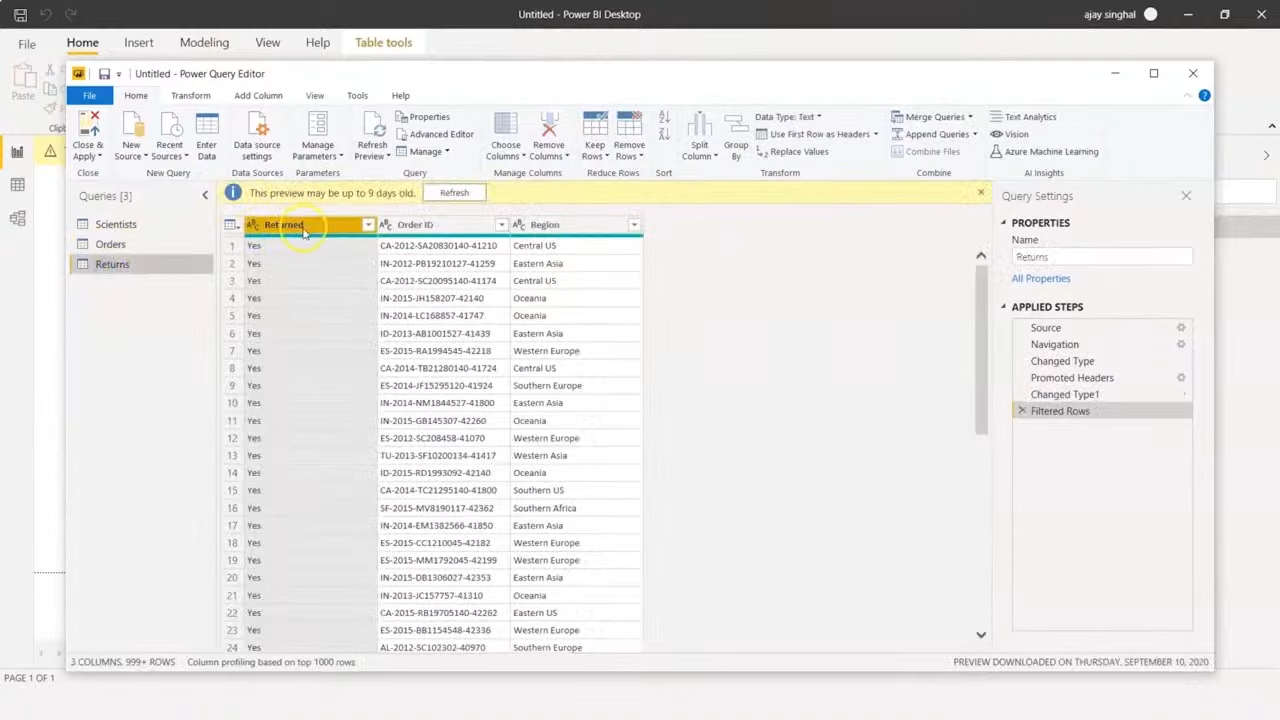 Untitled - Power BI Desktop
ajay singhal
File Home Insert Modeling View Help Table tools
Paste
Clipb
Untitled - Power Query Editor
File Home Transform Add Column View Tools Help
Close & Apply
New Source
Recent Sources
Enter Data
Data source settings
Manage Parameters
Refresh Preview
Properties
Advanced Editor
Manage
Choose Columns
Remove Columns
Keep Rows
Remove Rows
Split Column
Group By
Data Type: Text
Use First Row as Headers
Replace Values
Merge Queries
Append Queries
Combine Files
Text Analytics
Vision
Azure Machine Learning
Close New Query Data Sources Parameters Query Manage Columns Reduce Rows Sort Transform Combine AI Insights
Queries [3]
Scientists
Orders
Returns
This preview may be up to 9 days old. Refresh
Returned Order ID Region
1 Yes CA-2012-SA20830140-41210 Central US
2 Yes IN-2012-PB19210127-41259 Eastern Asia
3 Yes CA-2012-SC20095140-41174 Central US
4 Yes IN-2015-JH158207-42140 Oceania
5 Yes IN-2014-LC168857-41747 Oceania
6 Yes ID-2013-AB1001527-41439 Eastern Asia
7 Yes ES-2015-RA1994545-42218 Western Europe
8 Yes CA-2014-TB21280140-41724 Central US
9 Yes ES-2014-JF15295120-41924 Southern Europe
10 Yes IN-2014-NM1844527-41800 Eastern Asia
11 Yes IN-2015-GB145307-42260 Oceania
12 Yes ES-2012-SC208458-41070 Western Europe
13 Yes TU-2013-SF10200134-41417 Western Asia
14 Yes ID-2015-RD1993092-42140 Oceania
15 Yes CA-2014-TC21295140-41800 Southern US
16 Yes SF-2015-MV8190117-42362 Southern Africa
17 Yes IN-2014-EM1382566-41850 Eastern Asia
18 Yes ES-2015-CC1210045-42182 Western Europe
19 Yes ES-2015-MM1792045-42199 Western Europe
20 Yes IN-2015-DB1306027-42353 Eastern Asia
21 Yes IN-2013-JC157757-41310 Oceania
22 Yes CA-2015-RB19705140-42262 Eastern US
23 Yes ES-2015-BB1154548-42336 Western Europe
24 Yes AL-2012-SC102302-40970 Southern Europe
Query Settings
PROPERTIES
Name
Returns
All Properties
APPLIED STEPS
Source
Navigation
Changed Type
Promoted Headers
Changed Type1
Filtered Rows
3 COLUMNS, 999+ ROWS Column profiling based on top 1000 rows
PREVIEW DOWNLOADED ON THURSDAY, SEPTEMBER 10, 2020
PAGE 1 OF 1